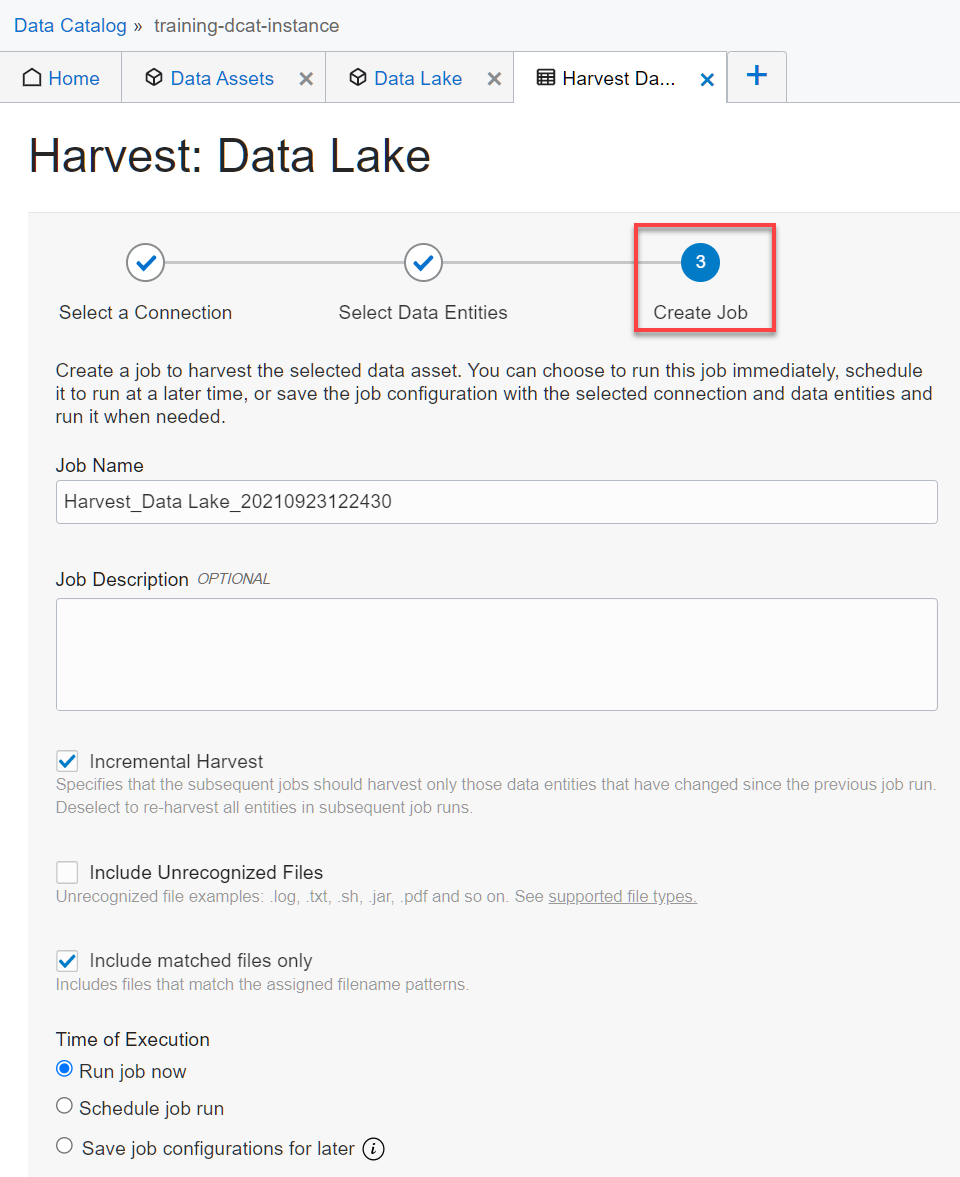 Data Catalog » training-dcat-instance
Home Data Assets Data Lake Harvest Da...
Harvest: Data Lake
3
Select a Connection Select Data Entities Create Job
Create a job to harvest the selected data asset. You can choose to run this job immediately, schedule
it to run at a later time, or save the job configuration with the selected connection and data entities and
run it when needed.
Job Name
Harvest_Data Lake_20210923122430
Job Description OPTIONAL
Incremental Harvest
Specifies that the subsequent jobs should harvest only those data entities that have changed since the previous job run.
Deselect to re-harvest all entities in subsequent job runs.
Include Unrecognized Files
Unrecognized file examples: .log, .txt, .sh, .jar, .pdf and so on. See supported file types.
Include matched files only
Includes files that match the assigned filename patterns.
Time of Execution
Run job now
Schedule job run
Save job configurations for later